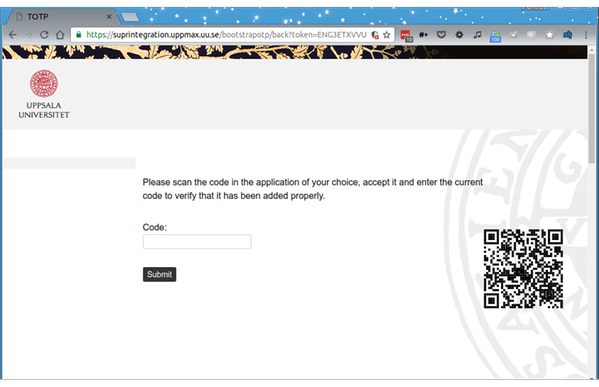 TOTP
https://suprintegration.uppmax.uu.se/bootstrapotp/back?token=ENG3ETXVVU
10
100
UPPSALA
UNIVERSITET
Please scan the code in the application of your choice, accept it and enter the current
code to verify that it has been added properly.
Code:
Submit